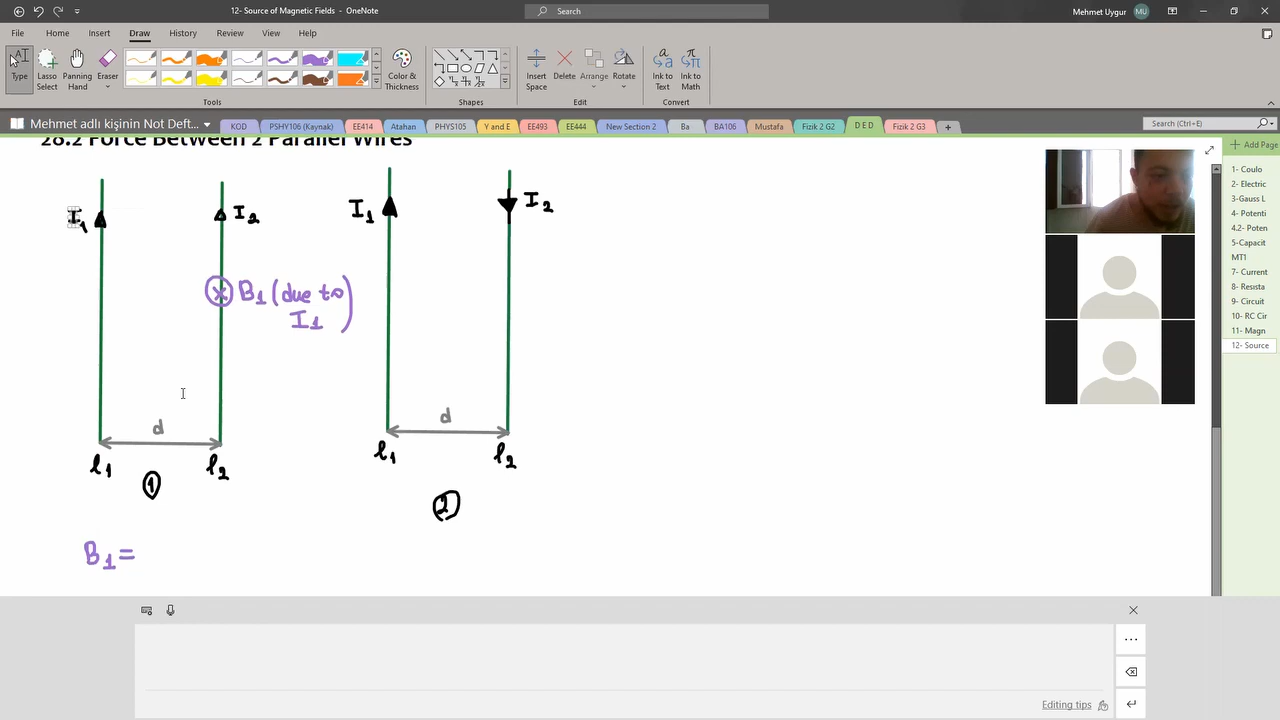 12- Source of Magnetic Fields - OneNote
Search
Mehmet Uygur
MU
File Home Insert Draw History Review View Help
Type
Lasso Select
Panning Hand
Eraser
Color & Thickness
Insert Space
Delete
Arrange
Rotate
Ink to Text
Ink to Math
Tools
Shapes
Edit
Convert
Mehmet adlı kişinin Not Deft...
KOD PSHY106 (Kaynak) EE414 Atahan PHYS105 Y and E EE493 EE444 New Section 2 Ba BA106 Mustafa Fizik 2 G2 D E D Fizik 2 G3
Search (Ctrl+E)
28.2 Force Between 2 Parallel Wires
Add Page
1- Coulo
2- Electric
3-Gauss L
4- Potenti
4.2- Poten
5-Capacit
MT1
7- Current
8- Resısta
9- Circuit
10- RC Cir
11- Magn
12- Source
I₁ I₂ I₁ I₂
B₁ (due to
I₁ )
d d
l₁ l₂ l₁ l₂
1 2
B₁ =
Editing tips